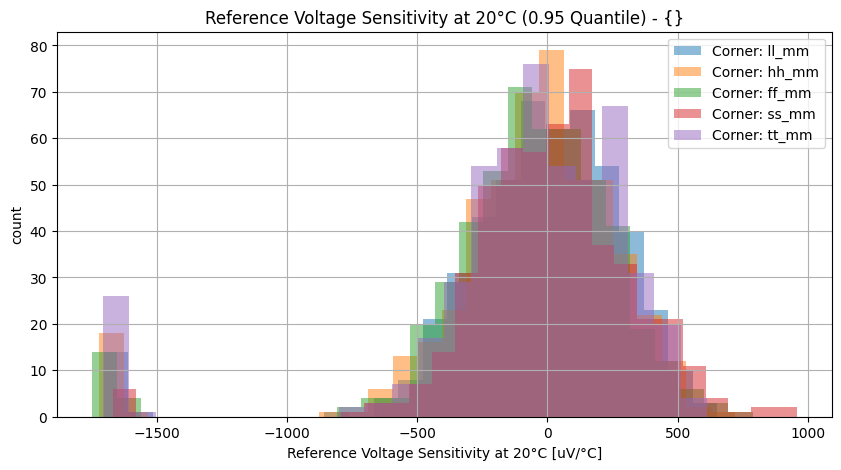 Reference Voltage Sensitivity at 20°C (0.95 Quantile) - {}
80
70
60
50
40
30
20
10
0
count
Corner: ll_mm
Corner: hh_mm
Corner: ff_mm
Corner: ss_mm
Corner: tt_mm
−1500
−1000
−500
0
500
1000
Reference Voltage Sensitivity at 20°C [uV/°C]